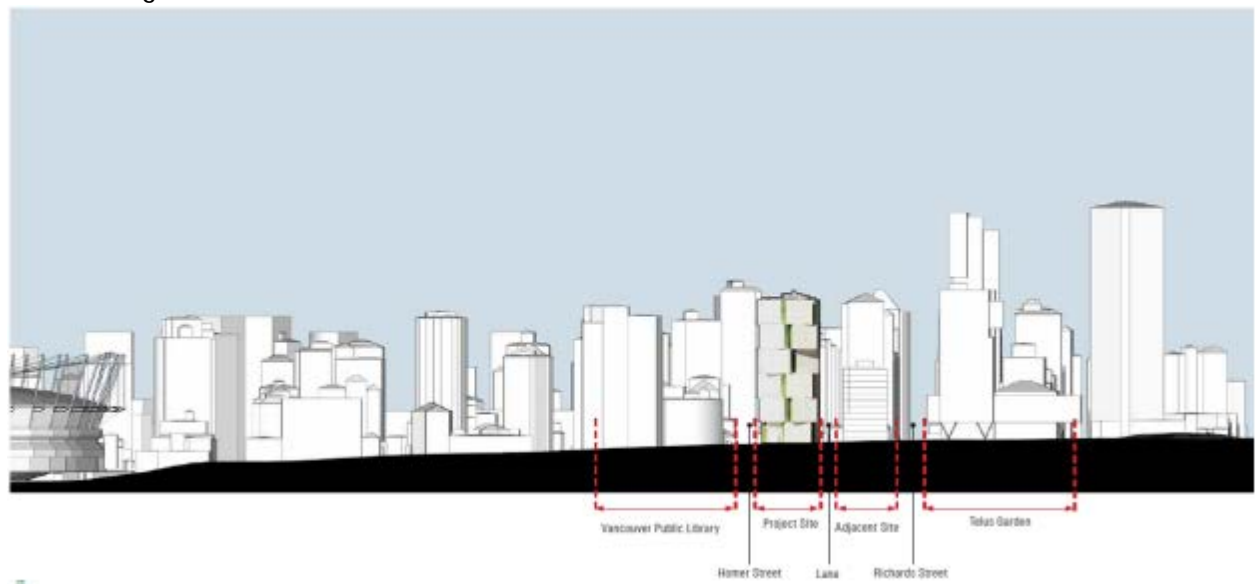 Vancouver Public Library
Project Site
Adjacent Site
Telus Garden
Homer Street
Lane
Richards Street